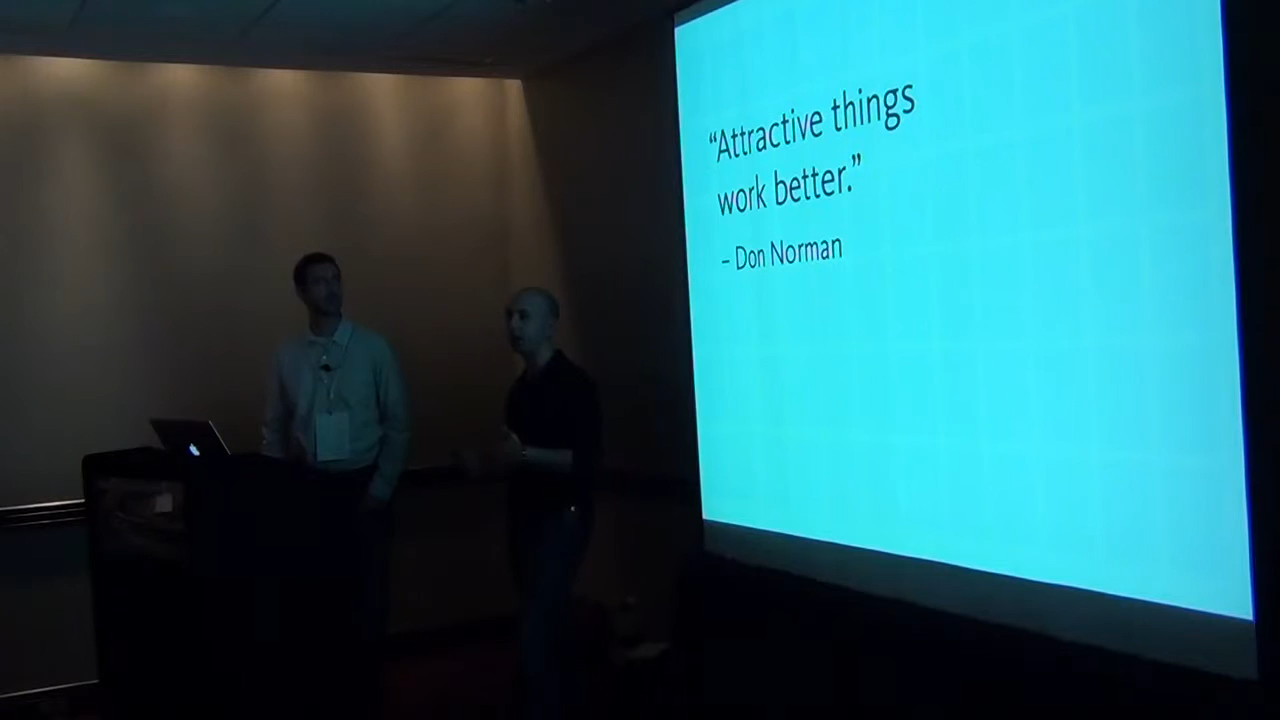 “Attractive things
work better.”
– Don Norman